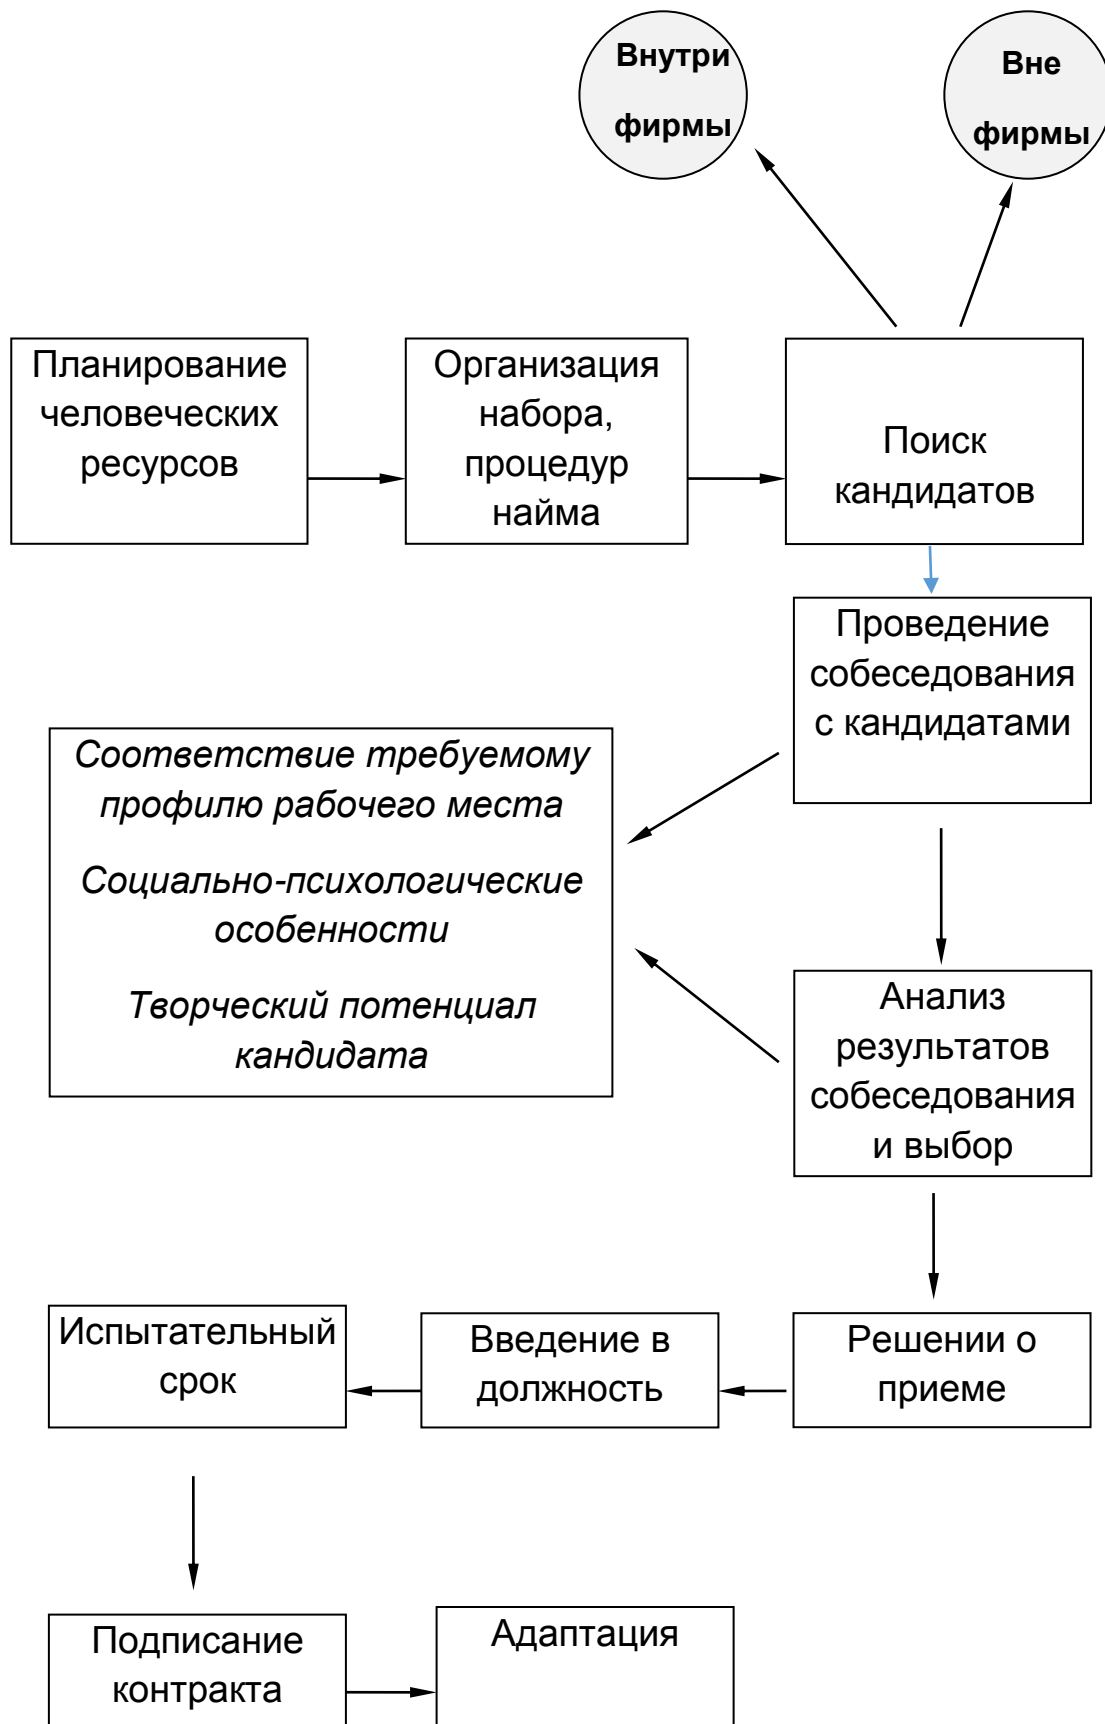 Внутри
фирмы
Вне
фирмы
Планирование
человеческих
ресурсов
Организация
набора,
процедур
найма
Поиск
кандидатов
Проведение
собеседования
с кандидатами
Соответствие требуемому
профилю рабочего места
Социально-психологические
особенности
Творческий потенциал
кандидата
Анализ
результатов
собеседования
и выбор
Решении о
приеме
Введение в
должность
Испытательный
срок
Подписание
контракта
Адаптация